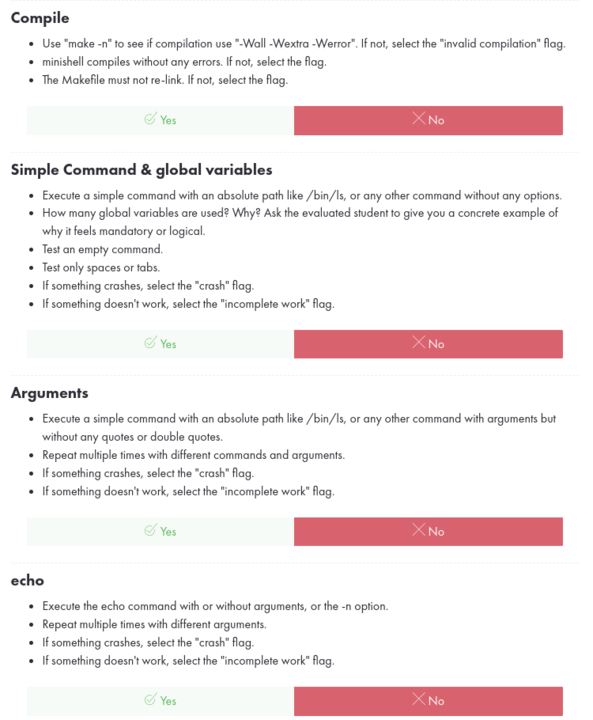 Compile
• Use "make -n" to see if compilation use "-Wall -Wextra -Werror". If not, select the "invalid compilation" flag.
• minishell compiles without any errors. If not, select the flag.
• The Makefile must not re-link. If not, select the flag.
Yes
No
Simple Command & global variables
• Execute a simple command with an absolute path like /bin/ls, or any other command without any options.
• How many global variables are used? Why? Ask the evaluated student to give you a concrete example of
why it feels mandatory or logical.
• Test an empty command.
• Test only spaces or tabs.
• If something crashes, select the "crash" flag.
• If something doesn't work, select the "incomplete work" flag.
Yes
No
Arguments
• Execute a simple command with an absolute path like /bin/ls, or any other command with arguments but
without any quotes or double quotes.
• Repeat multiple times with different commands and arguments.
• If something crashes, select the "crash" flag.
• If something doesn't work, select the "incomplete work" flag.
Yes
No
echo
• Execute the echo command with or without arguments, or the -n option.
• Repeat multiple times with different arguments.
• If something crashes, select the "crash" flag.
• If something doesn't work, select the "incomplete work" flag.
Yes
No